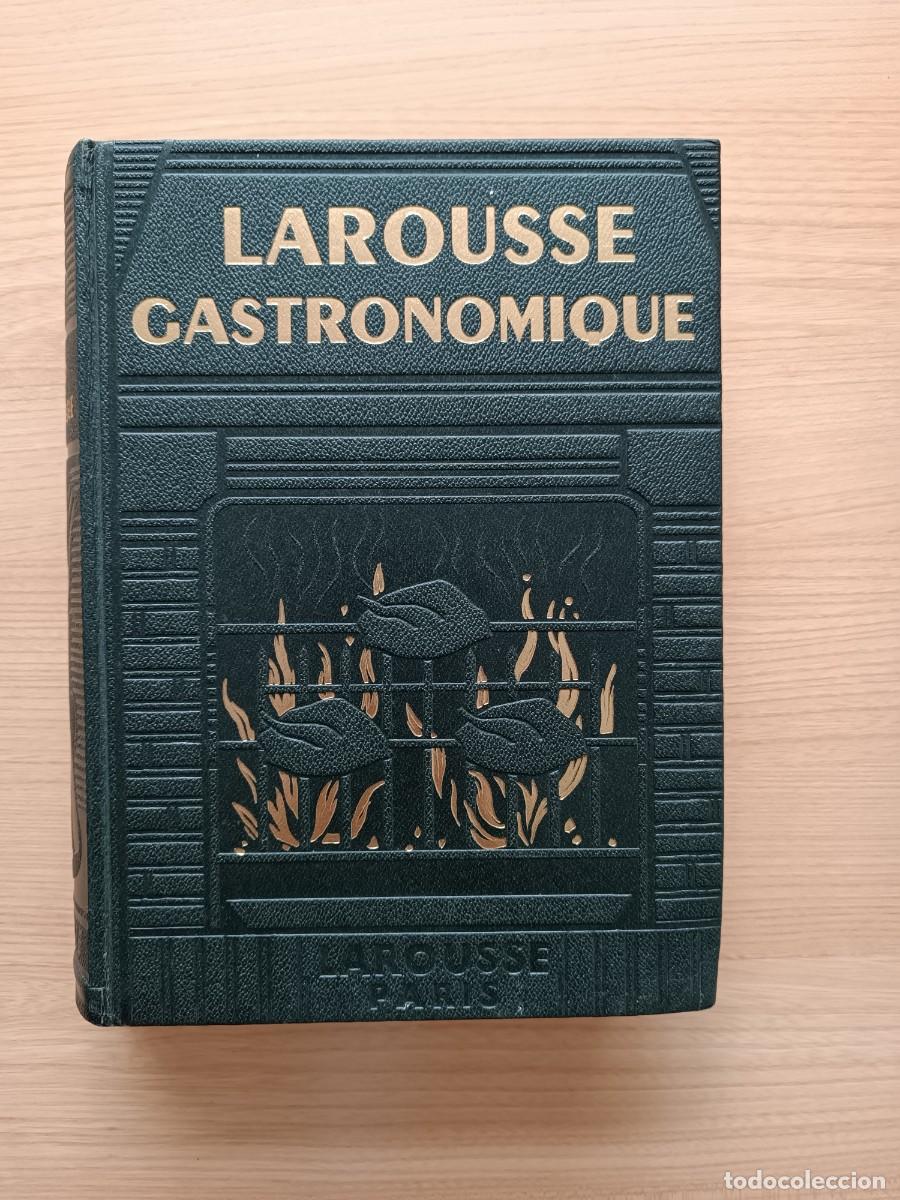 LAROUSSE
GASTRONOMIQUE
LAROUSSE
PARIS
todocoleccion